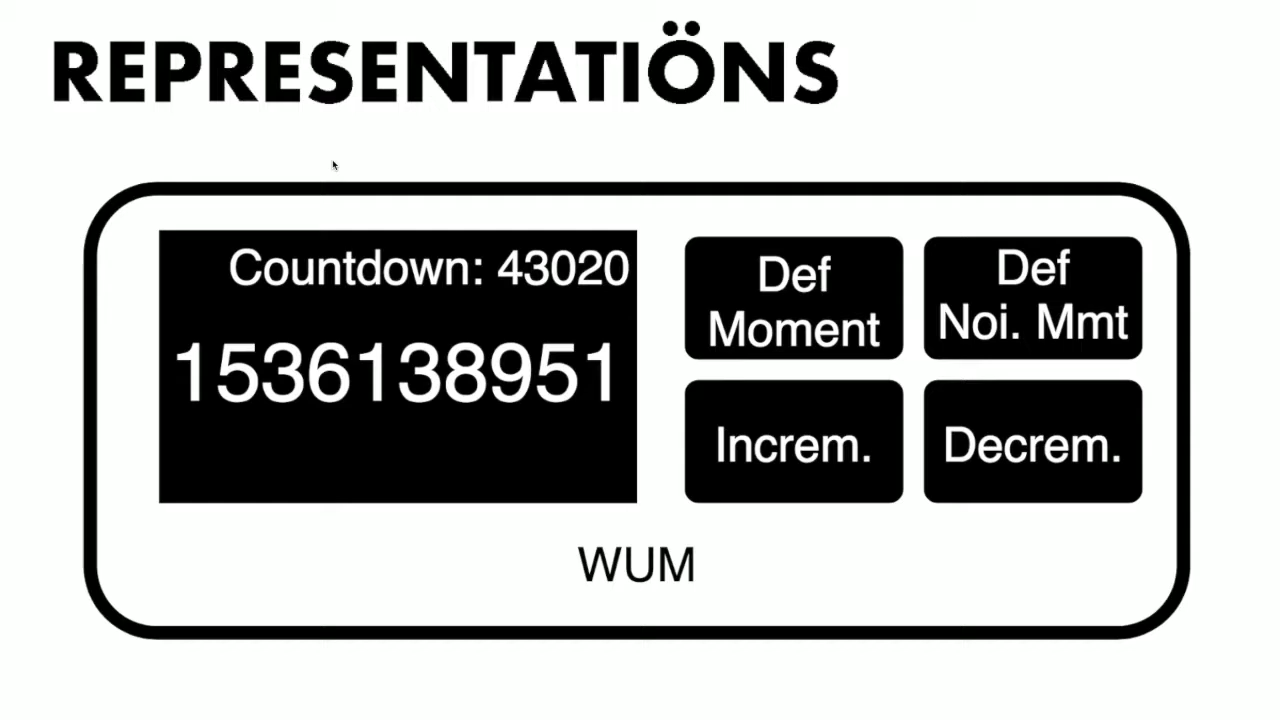 REPRESENTATIÖNS
Countdown: 43020
1536138951
Def
Moment
Def
Noi. Mmt
Increm.
Decrem.
WUM